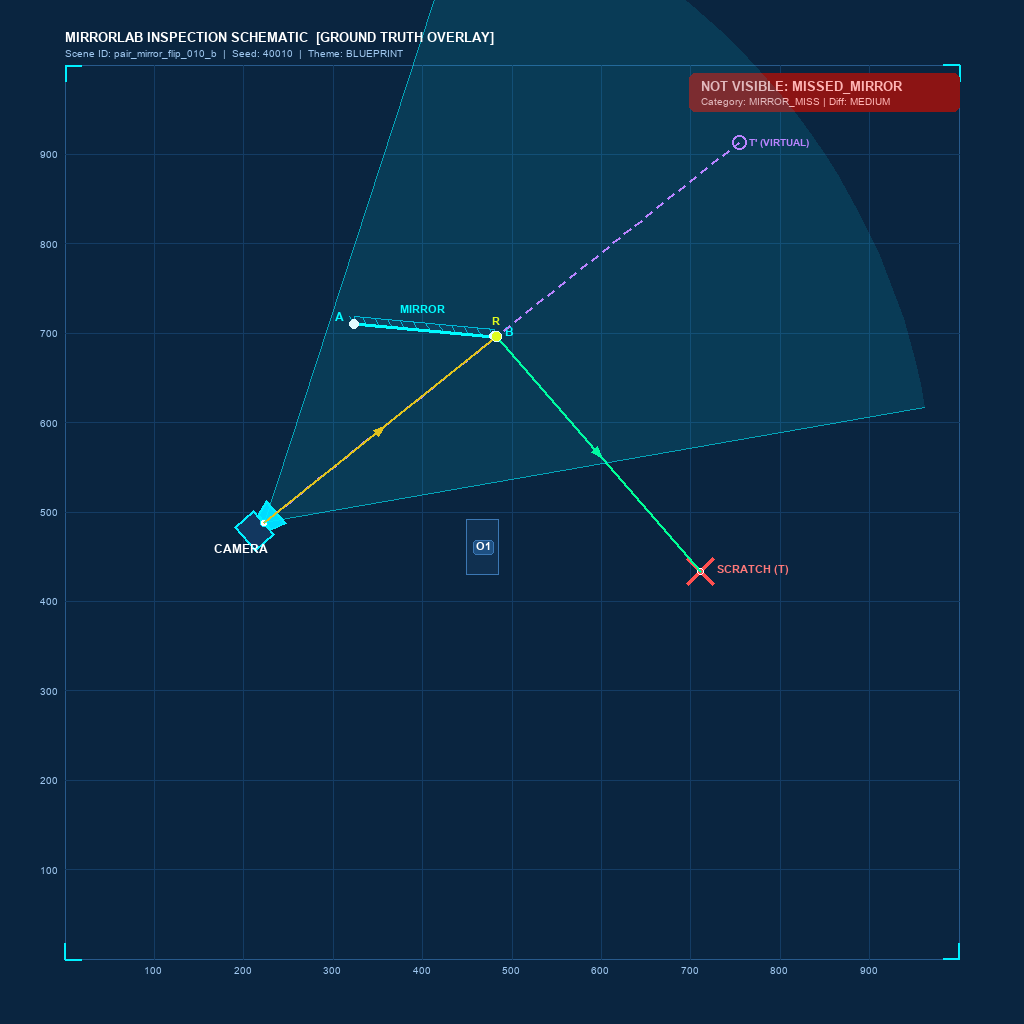 MIRRORLAB INSPECTION SCHEMATIC  [GROUND TRUTH OVERLAY]
Scene ID: pair_mirror_flip_010_b  |  Seed: 40010  |  Theme: BLUEPRINT
NOT VISIBLE: MISSED_MIRROR
Category: MIRROR_MISS | Diff: MEDIUM
T' (VIRTUAL)
900
800
MIRROR
A
R
B
700
600
500
CAMERA
O1
SCRATCH (T)
400
300
200
100
100 200 300 400 500 600 700 800 900